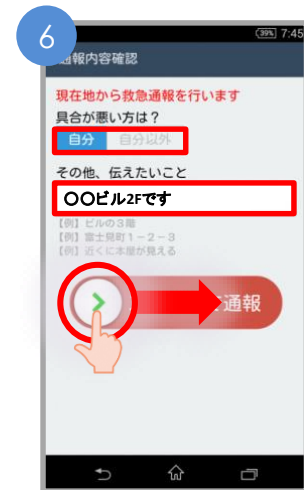 6
39% 7:45
通報内容確認
現在地から救急通報を行います
具合が悪い方は？
自分 自分以外
その他、伝えたいこと
〇〇ビル2Fです
【例】ビルの３階
【例】富士見町１－２－３
【例】近くに本屋が見える
通報